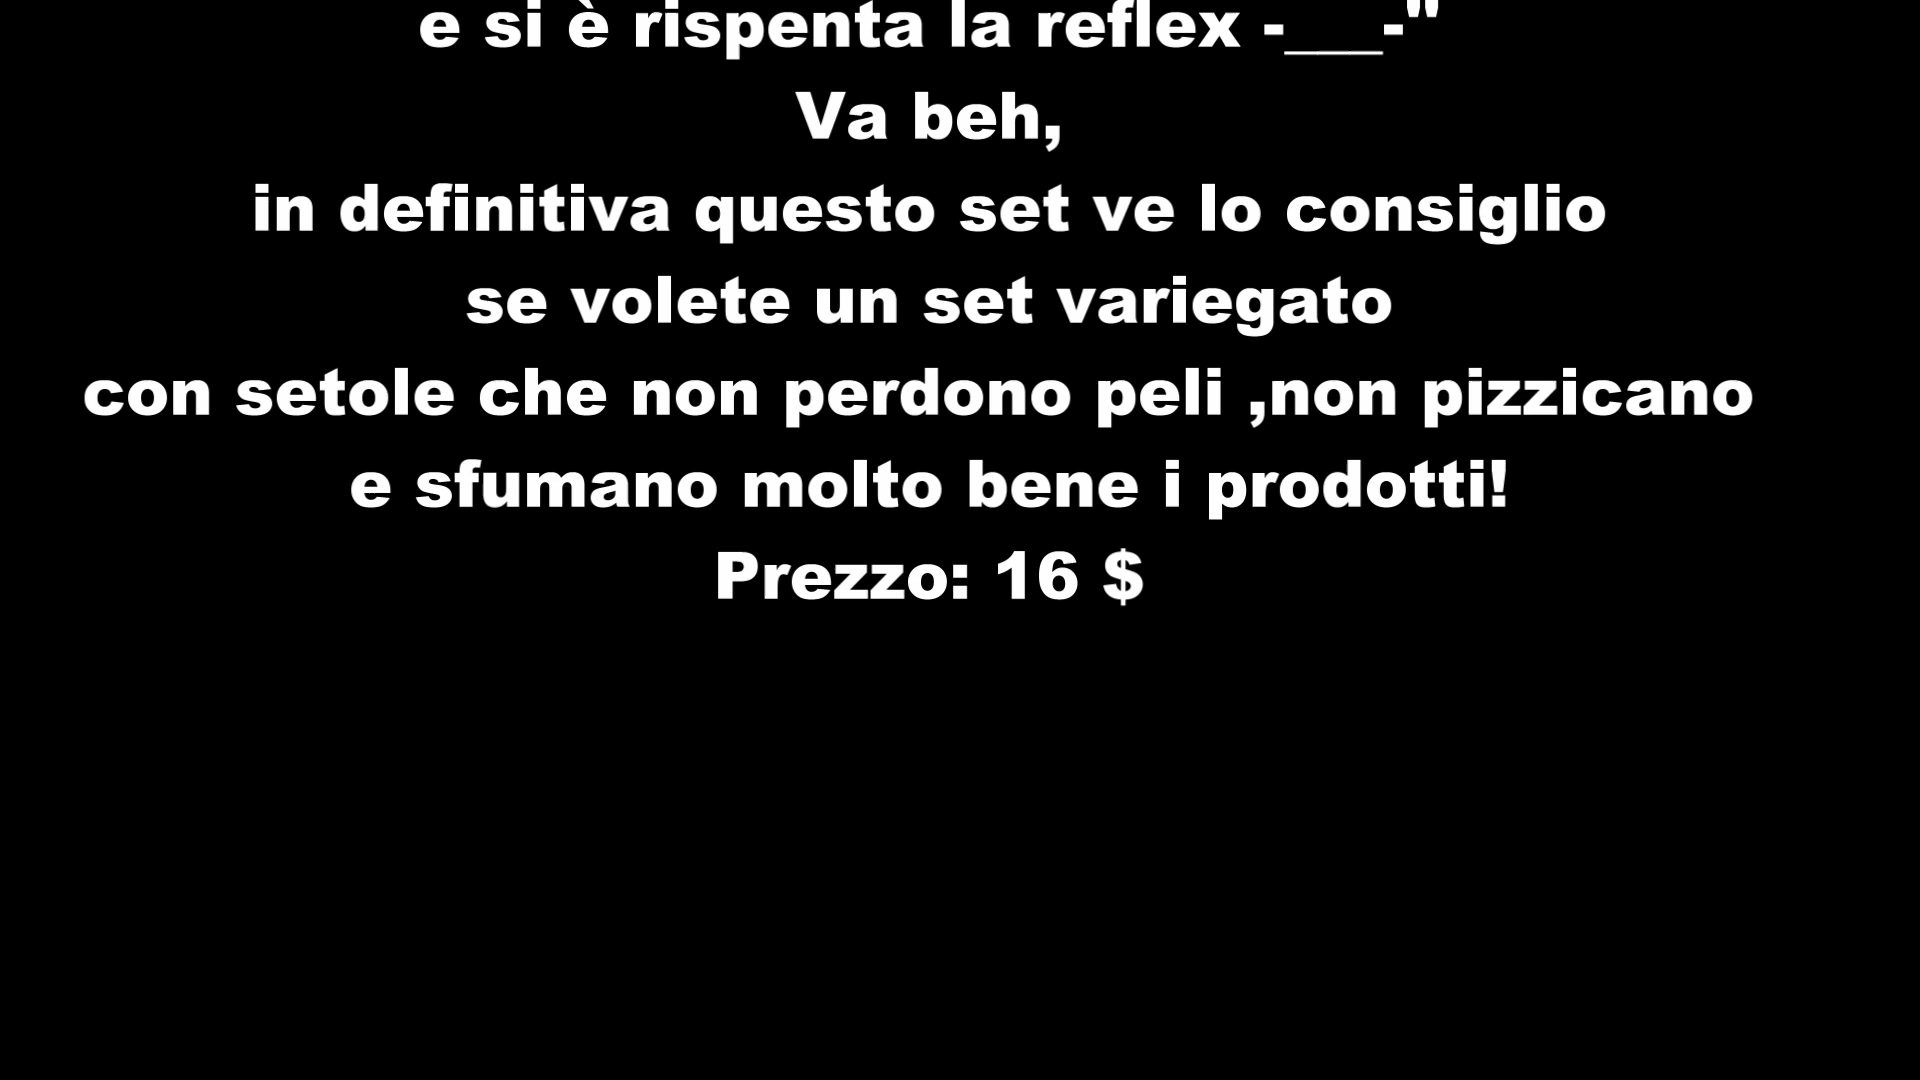 e si è rispenta la reflex -___-"
Va beh,
in definitiva questo set ve lo consiglio
se volete un set variegato
con setole che non perdono peli ,non pizzicano
e sfumano molto bene i prodotti!
Prezzo: 16 $